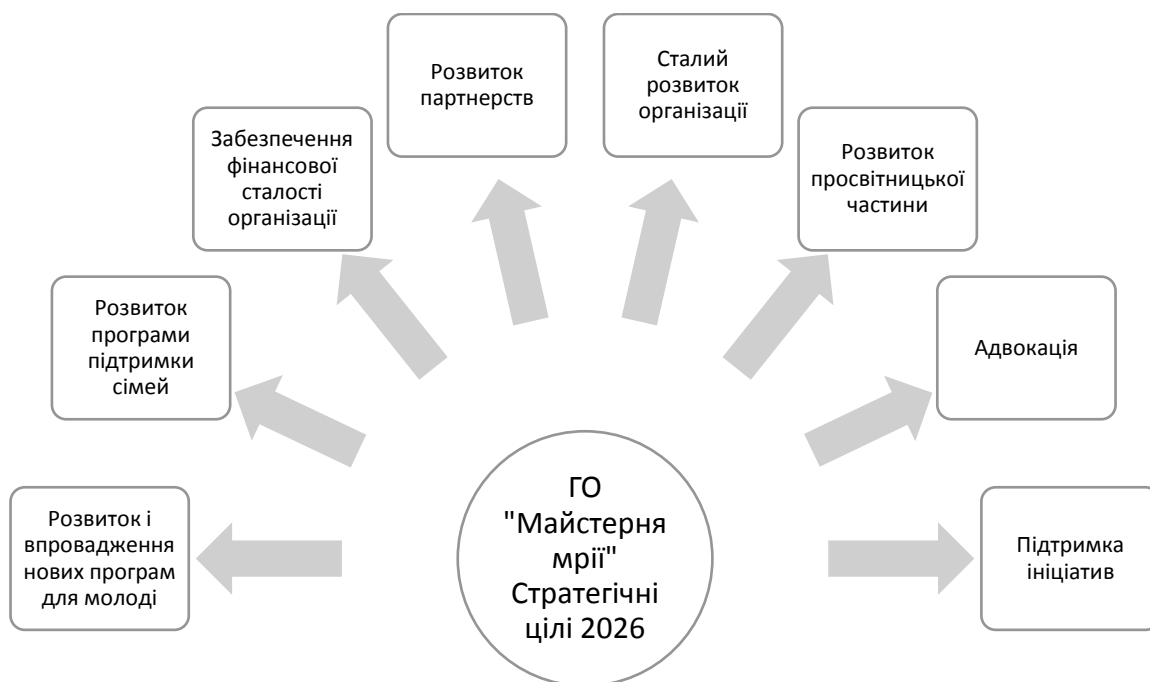 Розвиток і
впровадження
нових програм
для молоді
Розвиток
програми
підтримки
сімей
Забезпечення
фінансової
сталості
організації
Розвиток
партнерств
Сталий
розвиток
організації
Розвиток
просвітницької
частини
Адвокація
Підтримка
ініціатив
ГО
"Майстерня
мрії"
Стратегічні
цілі 2026